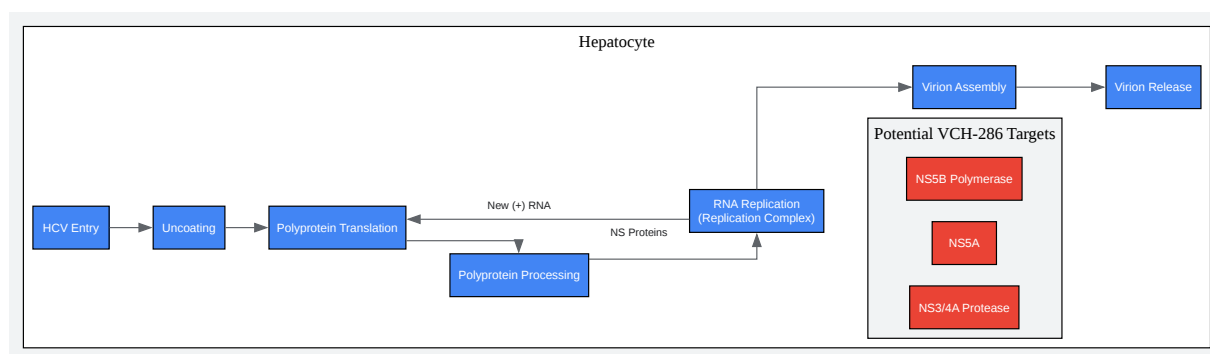 Hepatocyte
Virion Assembly
Virion Release
Potential VCH-286 Targets
NS5B Polymerase
NS5A
NS3/4A Protease
HCV Entry
Uncoating
Polyprotein Translation
New (+) RNA
NS Proteins
Polyprotein Processing
RNA Replication
(Replication Complex)